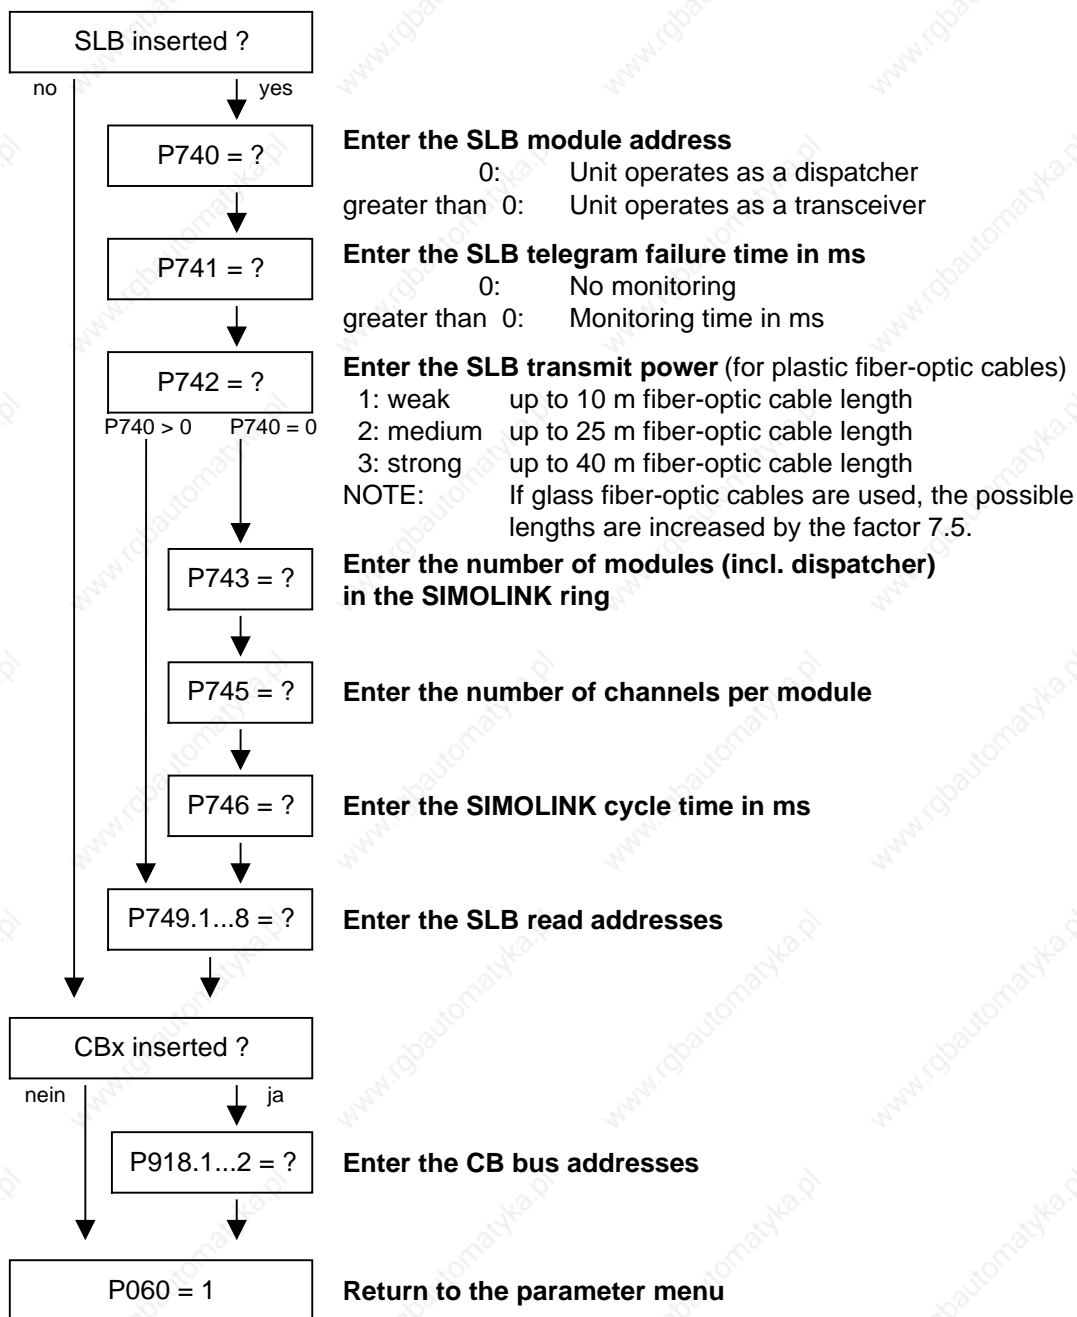 SLB inserted ?
no yes
P740 = ?
Enter the SLB module address
0: Unit operates as a dispatcher
greater than 0: Unit operates as a transceiver
P741 = ?
Enter the SLB telegram failure time in ms
0: No monitoring
greater than 0: Monitoring time in ms
P742 = ?
Enter the SLB transmit power (for plastic fiber-optic cables)
1: weak up to 10 m fiber-optic cable length
2: medium up to 25 m fiber-optic cable length
3: strong up to 40 m fiber-optic cable length
NOTE: If glass fiber-optic cables are used, the possible
lengths are increased by the factor 7.5.
P740 > 0 P740 = 0
P743 = ?
Enter the number of modules (incl. dispatcher)
in the SIMOLINK ring
P745 = ?
Enter the number of channels per module
P746 = ?
Enter the SIMOLINK cycle time in ms
P749.1...8 = ?
Enter the SLB read addresses
CBx inserted ?
nein ja
P918.1...2 = ?
Enter the CB bus addresses
P060 = 1
Return to the parameter menu
www.rgbautomatyka.pl